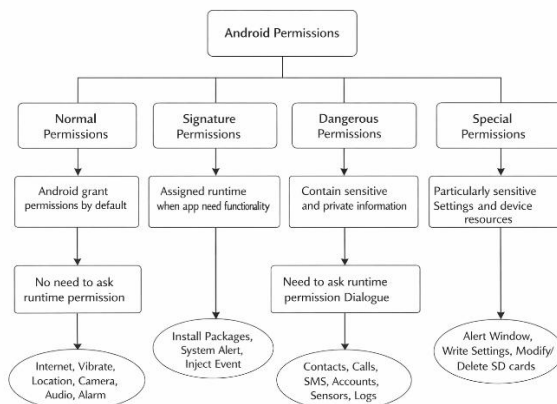 Android Permissions
Normal
Permissions
Signature
Permissions
Dangerous
Permissions
Special
Permissions
Android grant
permissions by default
Assigned runtime
when app need functionality
Contain sensitive
and private information
Particularly sensitive
Settings and device
resources
No need to ask
runtime permission
Need to ask runtime
permission Dialogue
Internet, Vibrate,
Location, Camera,
Audio, Alarm
Install Packages,
System Alert,
Inject Event
Contacts, Calls,
SMS, Accounts,
Sensors, Logs
Alert Window,
Write Settings, Modify/
Delete SD cards